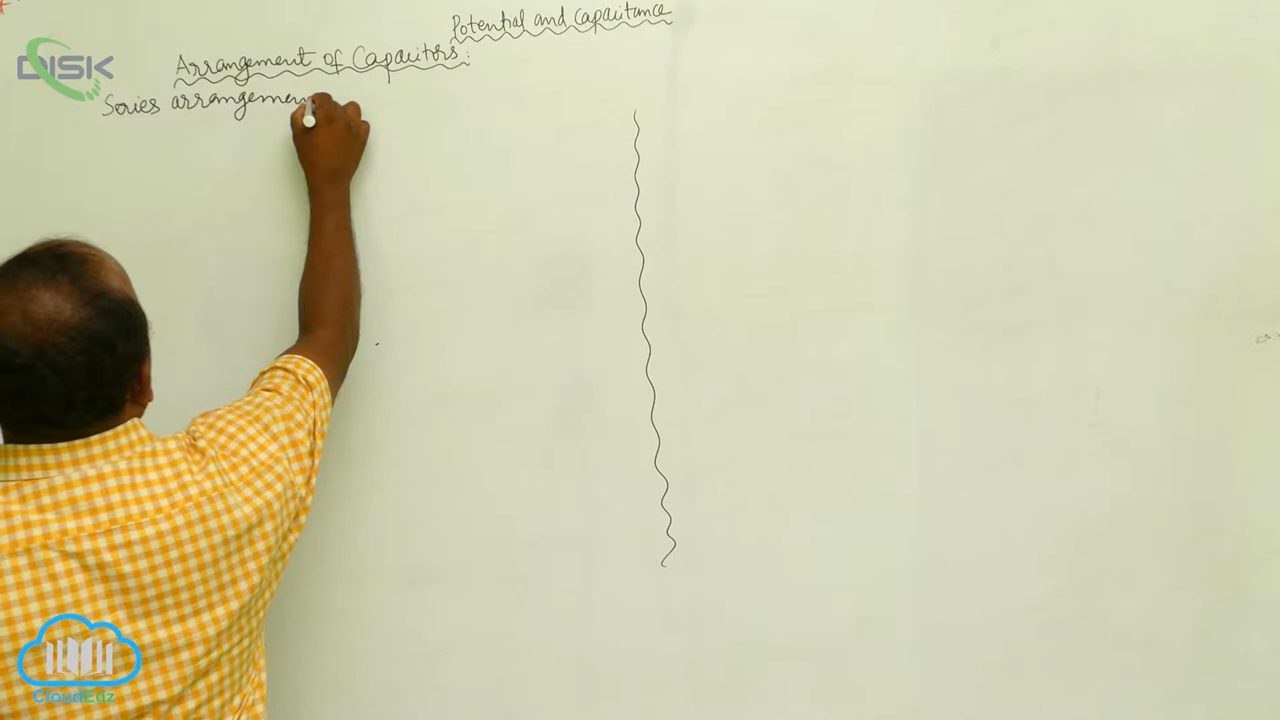 Potential and Capacitance
Arrangement of Capacitors:
DISK
Series arrangemen
CloudEdz